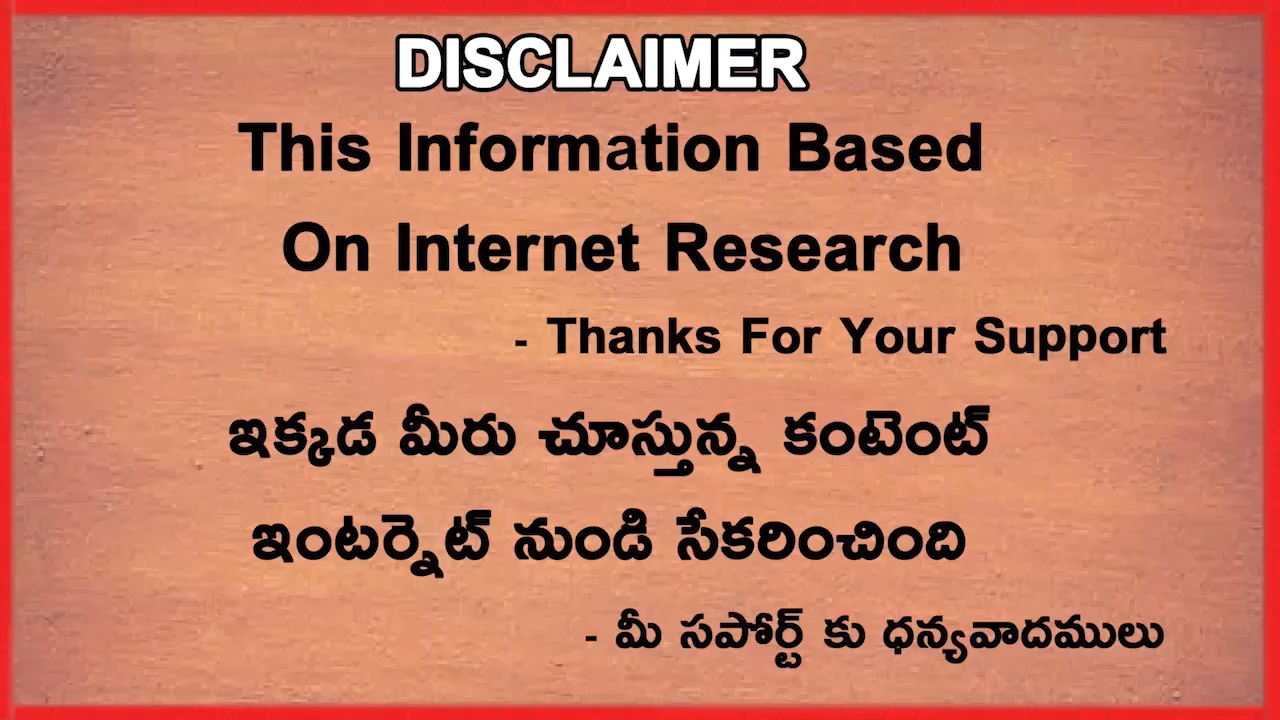 DISCLAIMER
This Information Based
On Internet Research
- Thanks For Your Support
ఇక్కడ మీరు చూస్తున్న కంటెంట్
ఇంటర్నెట్ నుండి సేకరించింది
- మీ సపోర్ట్ కు ధన్యవాదములు